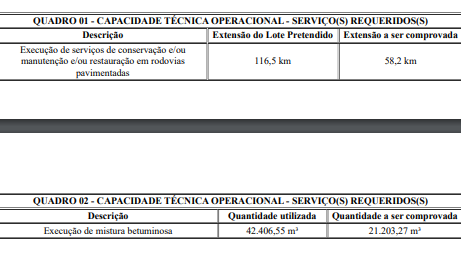 QUADRO 01 - CAPACIDADE TÉCNICA OPERACIONAL - SERVIÇO(S) REQUERIDOS(S)
Descrição Extensão do Lote Pretendido Extensão a ser comprovada
Execução de serviços de conservação e/ou
manutenção e/ou restauração em rodovias
pavimentadas
116,5 km 58,2 km
QUADRO 02 - CAPACIDADE TÉCNICA OPERACIONAL - SERVIÇO(S) REQUERIDOS(S)
Descrição Quantidade utilizada Quantidade a ser comprovada
Execução de mistura betuminosa 42.406,55 m³ 21.203,27 m³